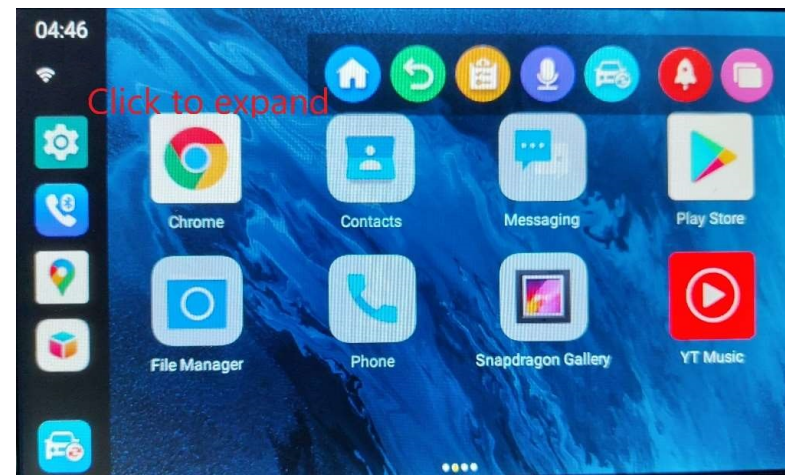 04:46
Click to expand
Chrome
Contacts
Messaging
Play Store
File Manager
Phone
Snapdragon Gallery
YT Music